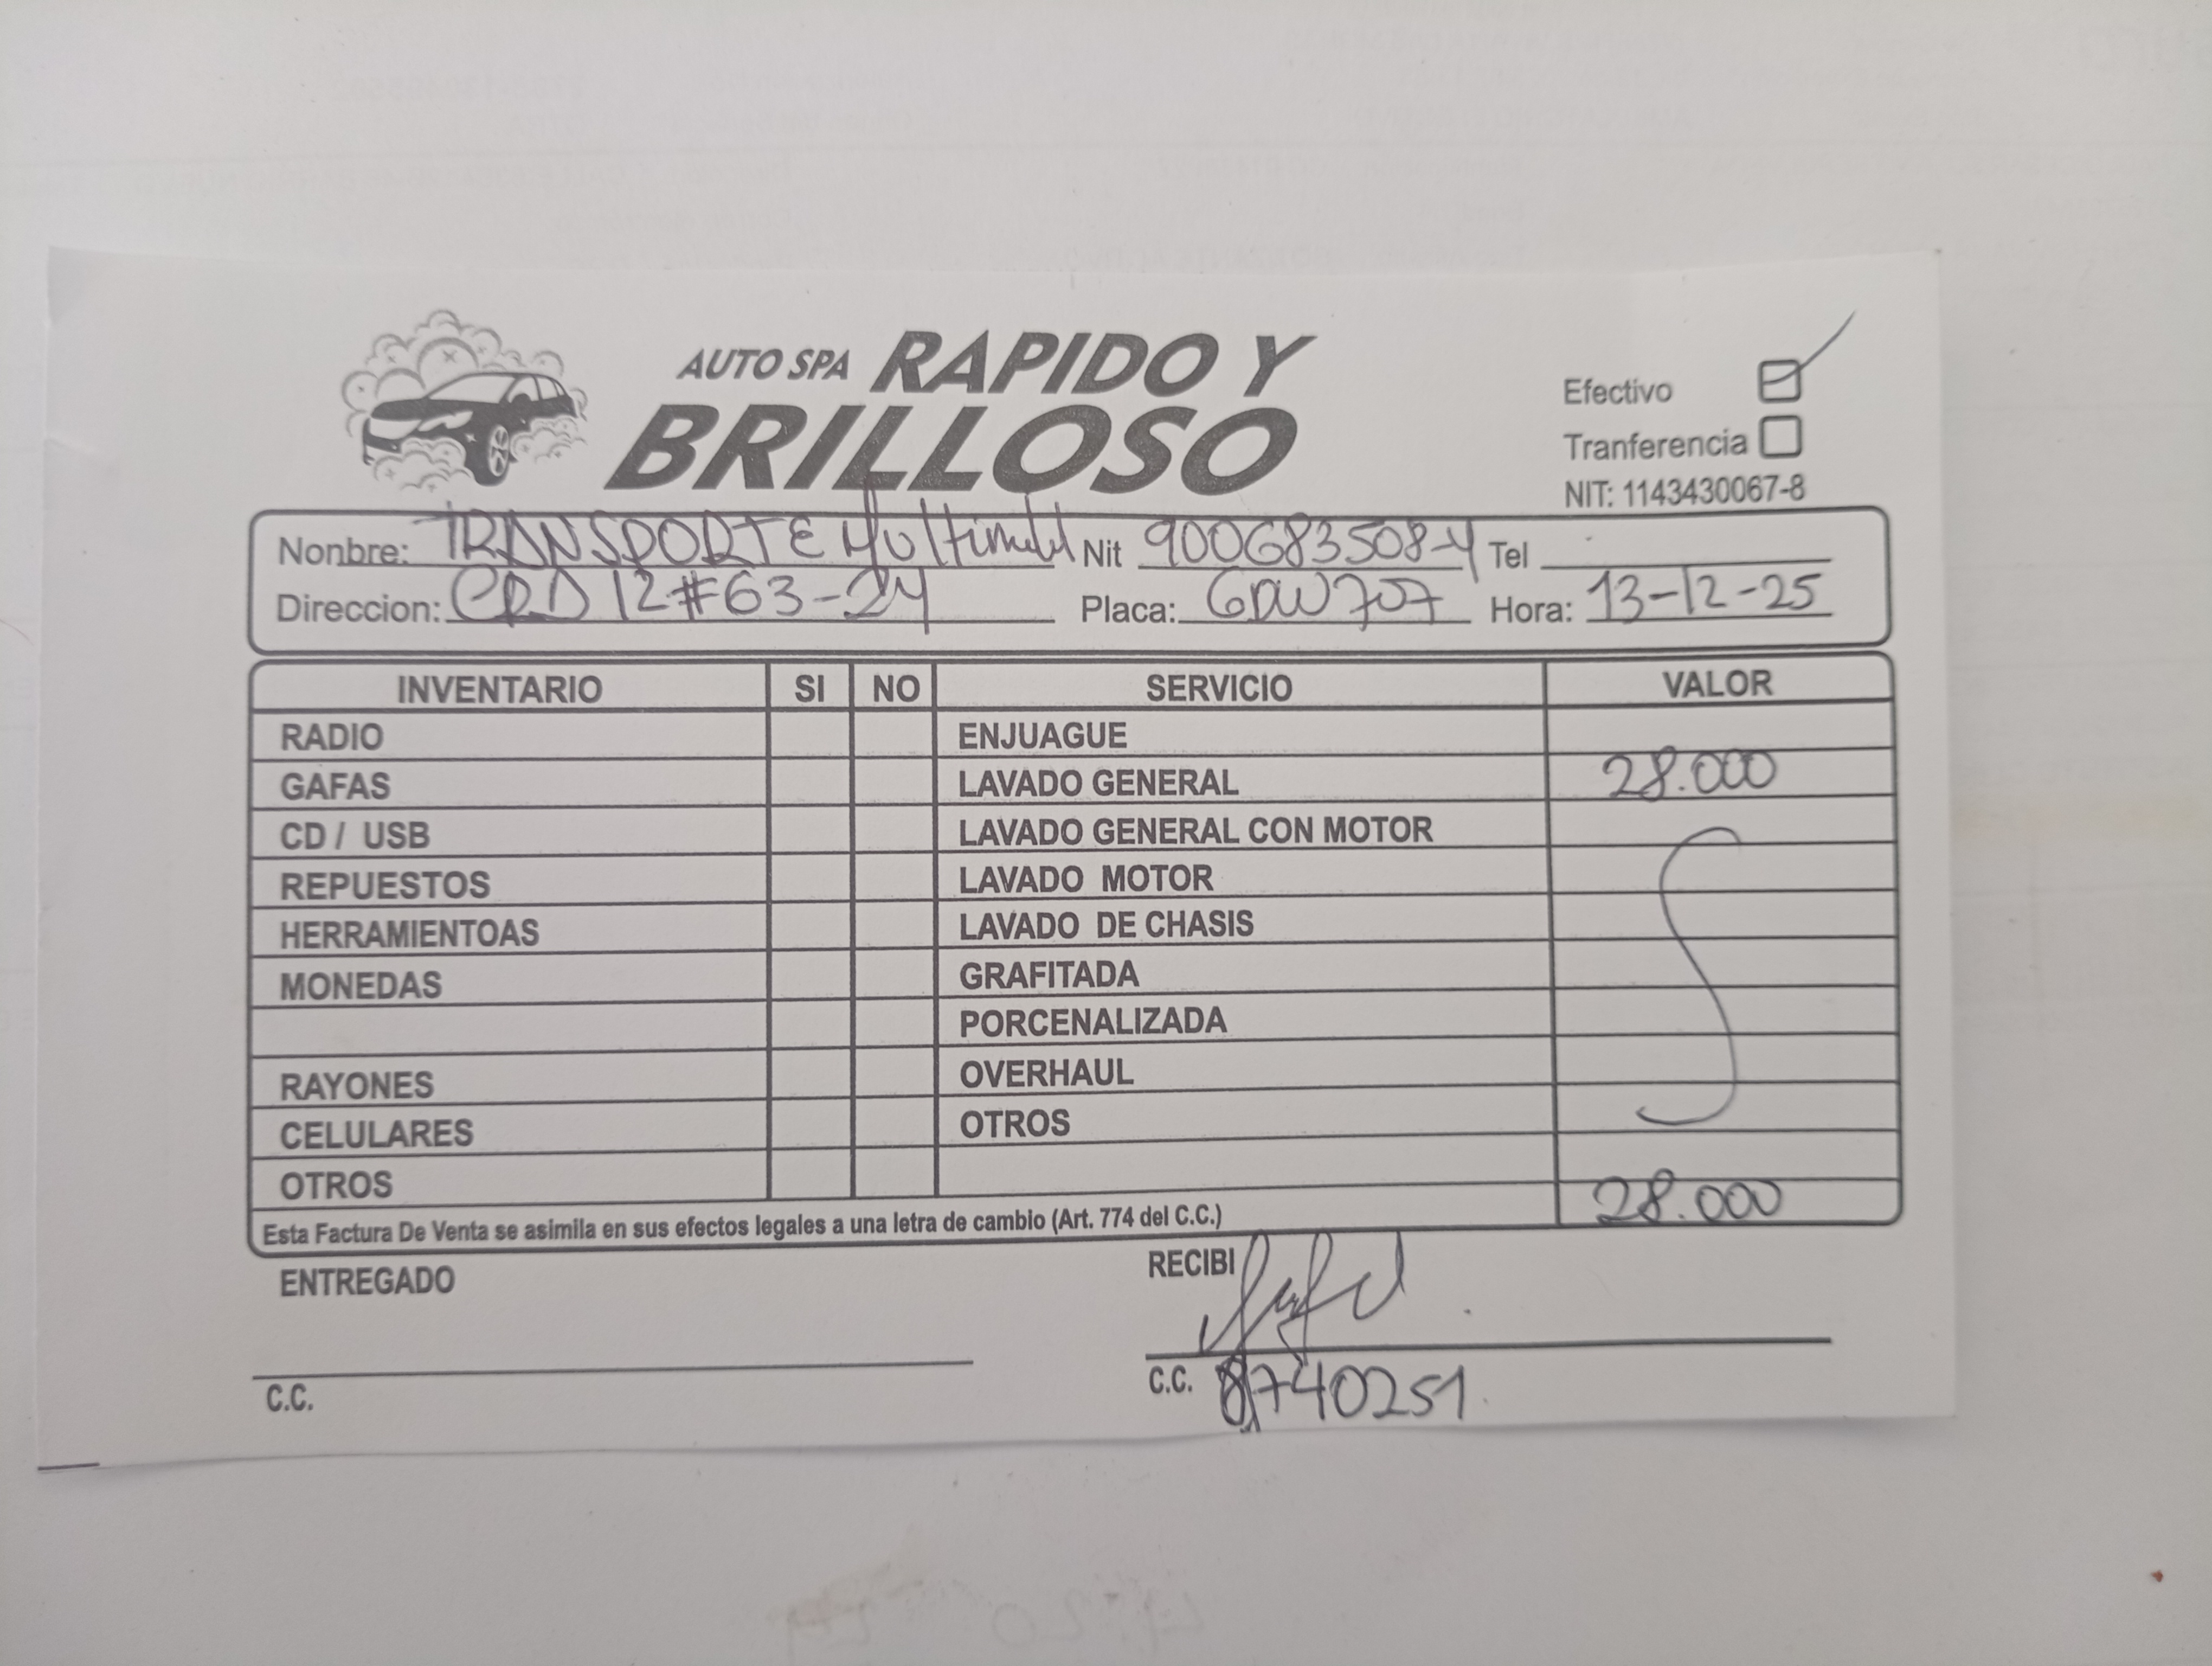 AUTO SPA RAPIDO Y
BRILLOSO
Efectivo
Tranferencia
NIT: 1143430067-8
Nonbre: TRANSPORTE Nit 900683508-4 Tel
Direccion: CRA 12#63-24 Placa: GDW707 Hora: 13-12-25
INVENTARIO SI NO SERVICIO VALOR
RADIO ENJUAGUE
GAFAS LAVADO GENERAL 28.000
CD / USB LAVADO GENERAL CON MOTOR
REPUESTOS LAVADO MOTOR
HERRAMIENTOAS LAVADO DE CHASIS
MONEDAS GRAFITADA
PORCENALIZADA
RAYONES OVERHAUL
CELULARES OTROS
OTROS
Esta Factura De Venta se asimila en sus efectos legales a una letra de cambio (Art. 774 del C.C.) 28.000
ENTREGADO RECIBI
C.C. C.C. 8740251